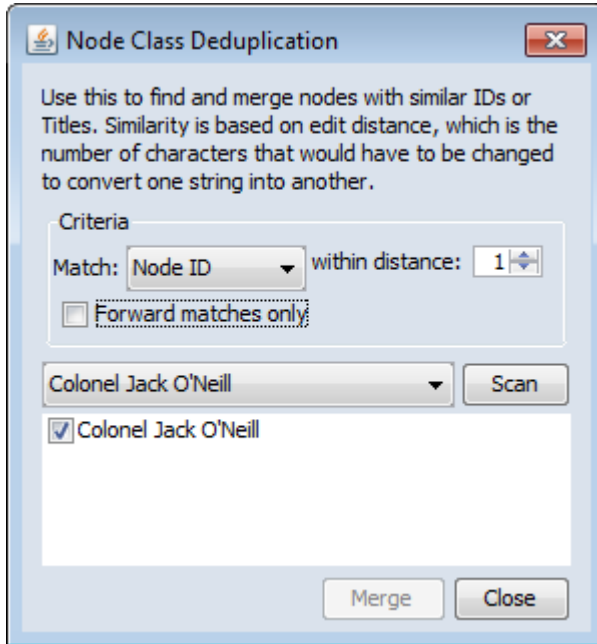 Node Class Deduplication
Use this to find and merge nodes with similar IDs or
Titles. Similarity is based on edit distance, which is the
number of characters that would have to be changed
to convert one string into another.
Criteria
Match: Node ID within distance: 1
Forward matches only
Colonel Jack O'Neill Scan
Colonel Jack O'Neill
Merge Close